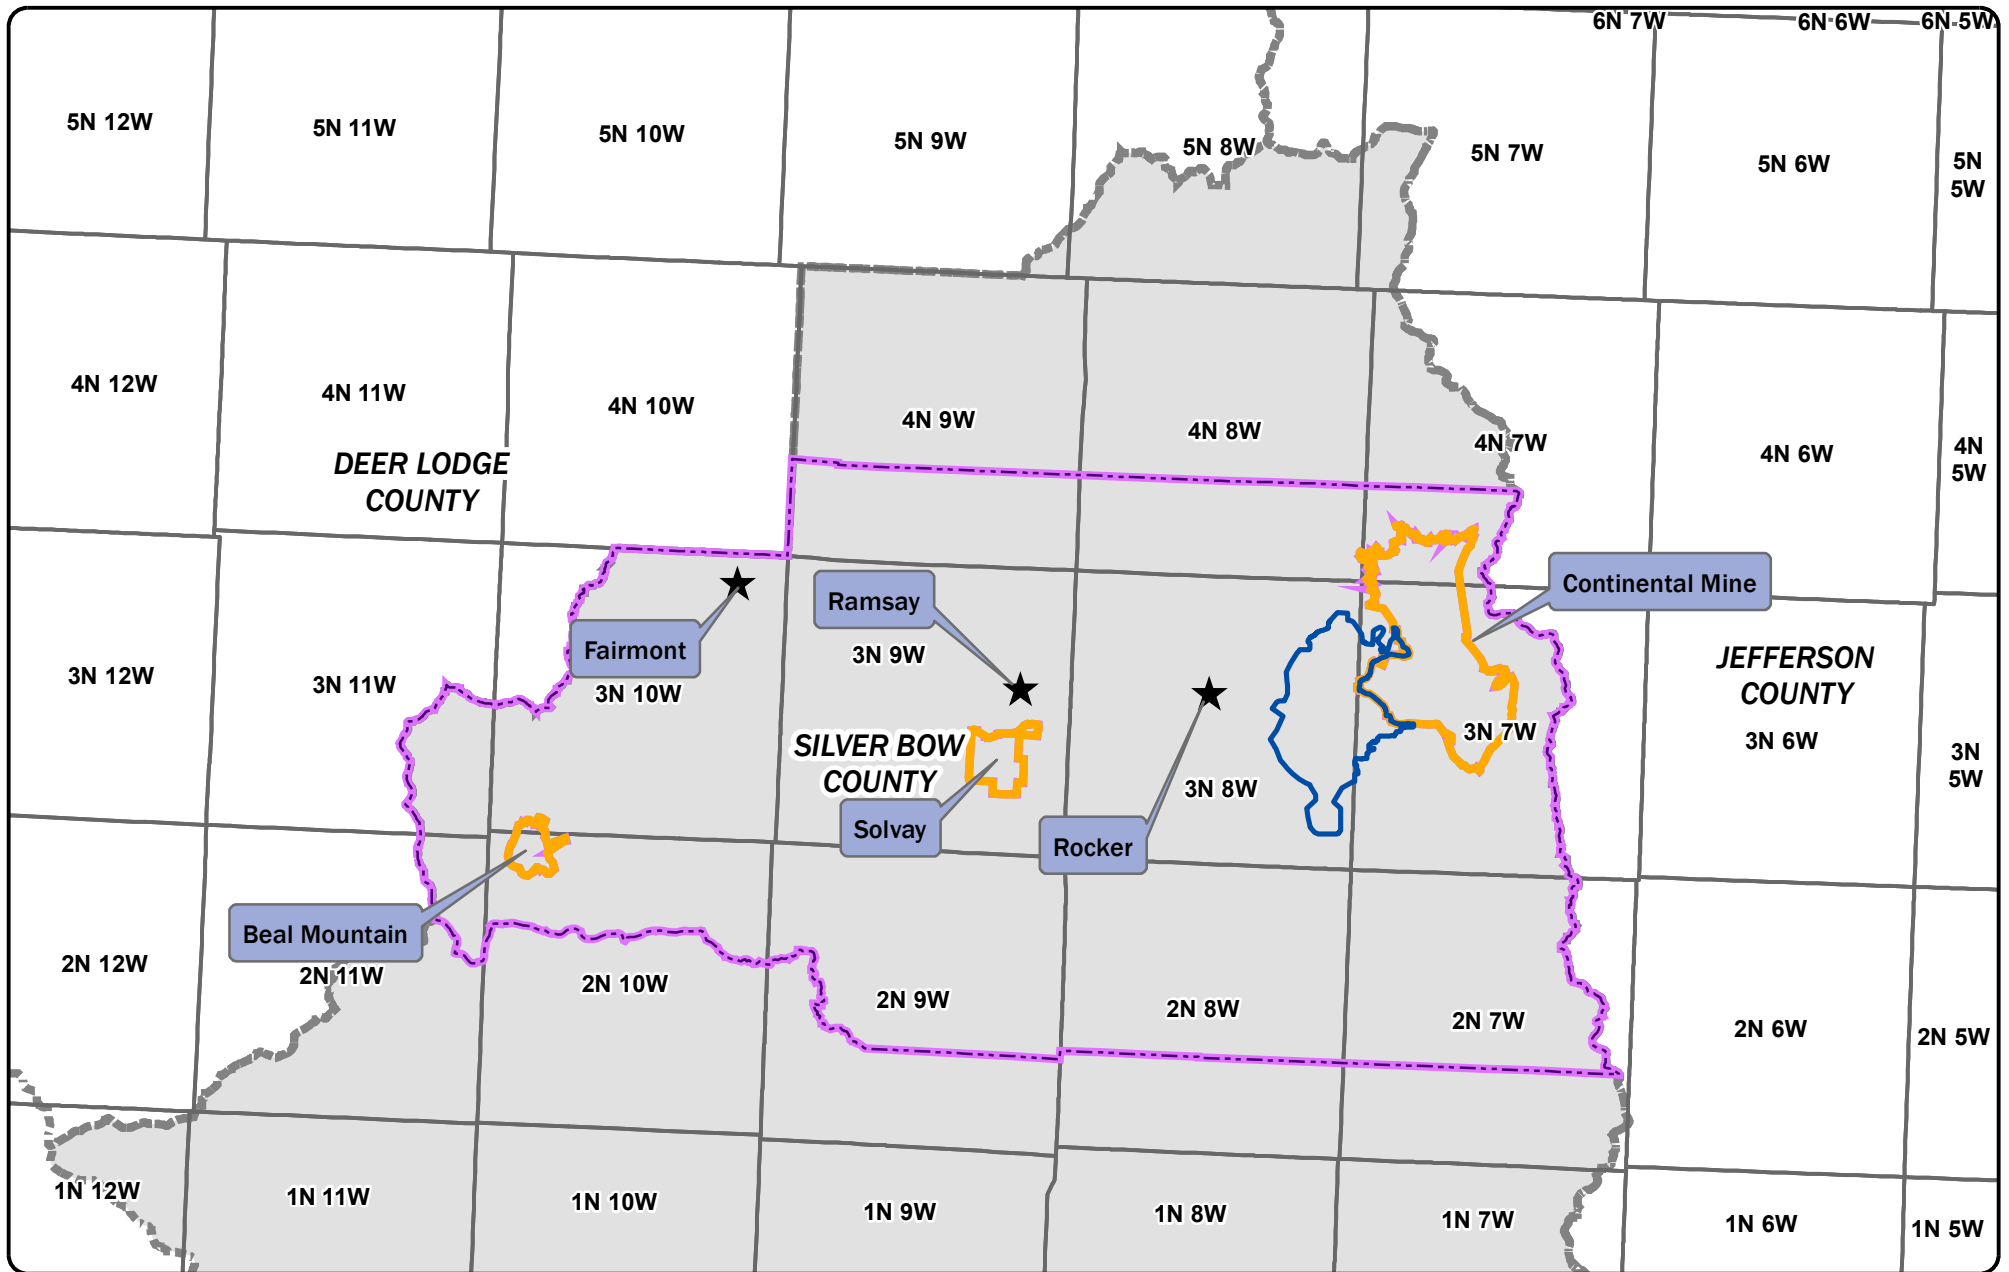 6N 7W
6N 6W
6N 5W
5N 12W
5N 11W
5N 10W
5N 9W
5N 8W
5N 7W
5N 6W
5N
5W
4N 12W
4N 11W
4N 10W
4N 9W
4N 8W
4N 7W
4N 6W
4N
5W
DEER LODGE
COUNTY
Continental Mine
Ramsay
Fairmont
3N 12W
3N 11W
3N 10W
3N 9W
JEFFERSON
COUNTY
SILVER BOW
COUNTY
3N 8W
3N 7W
3N 6W
3N
5W
Solvay
Rocker
Beal Mountain
2N 12W
2N 11W
2N 10W
2N 9W
2N 8W
2N 7W
2N 6W
2N 5W
1N 12W
1N 11W
1N 10W
1N 9W
1N 8W
1N 7W
1N 6W
1N 5W